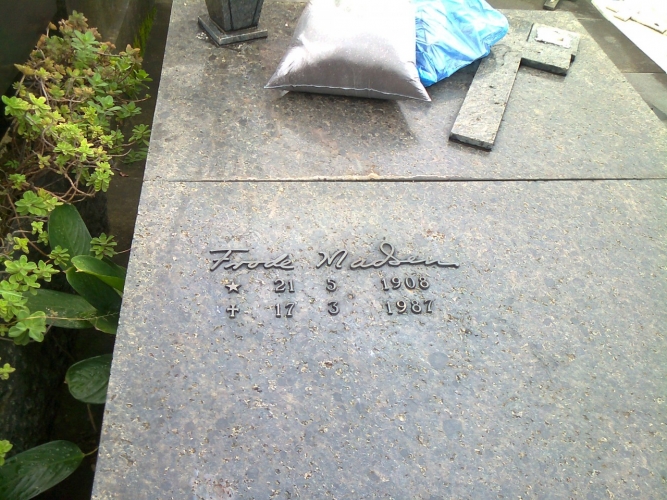 Frode Madsen
★ 21 5 1908
✝ 17 3 1987